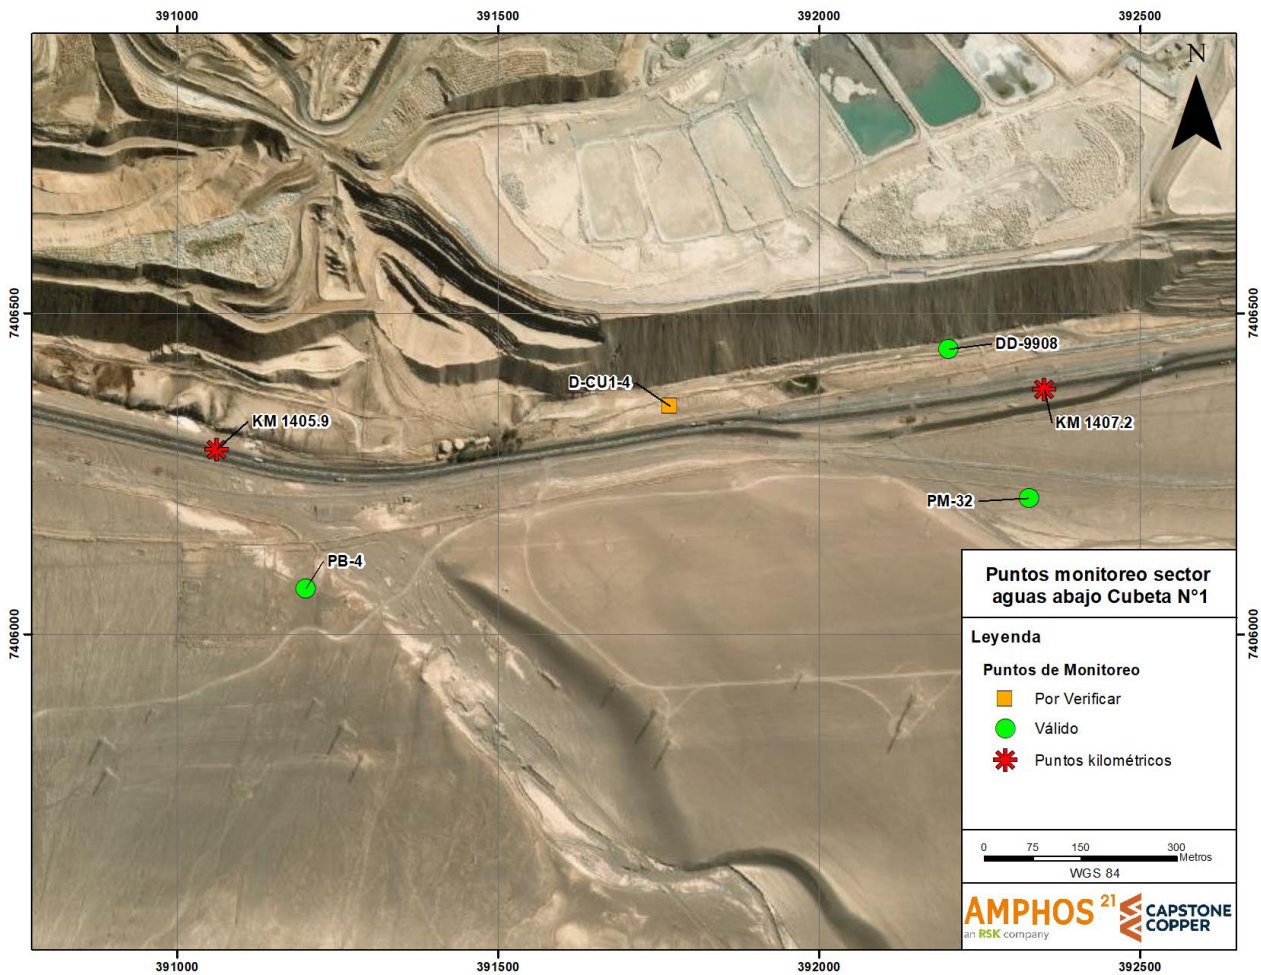 391000
391500
392000
392500
N
7406500
7406500
DD-9908
D-CU1-4
KM 1405.9
KM 1407.2
PM-32
PB-4
7406000
7406000
Puntos monitoreo sector
aguas abajo Cubeta N°1
Leyenda
Puntos de Monitoreo
Por Verificar
Válido
Puntos kilométricos
0 75 150 300
Metros
WGS 84
AMPHOS 21
an RSK company
CAPSTONE
COPPER
391000
391500
392000
392500